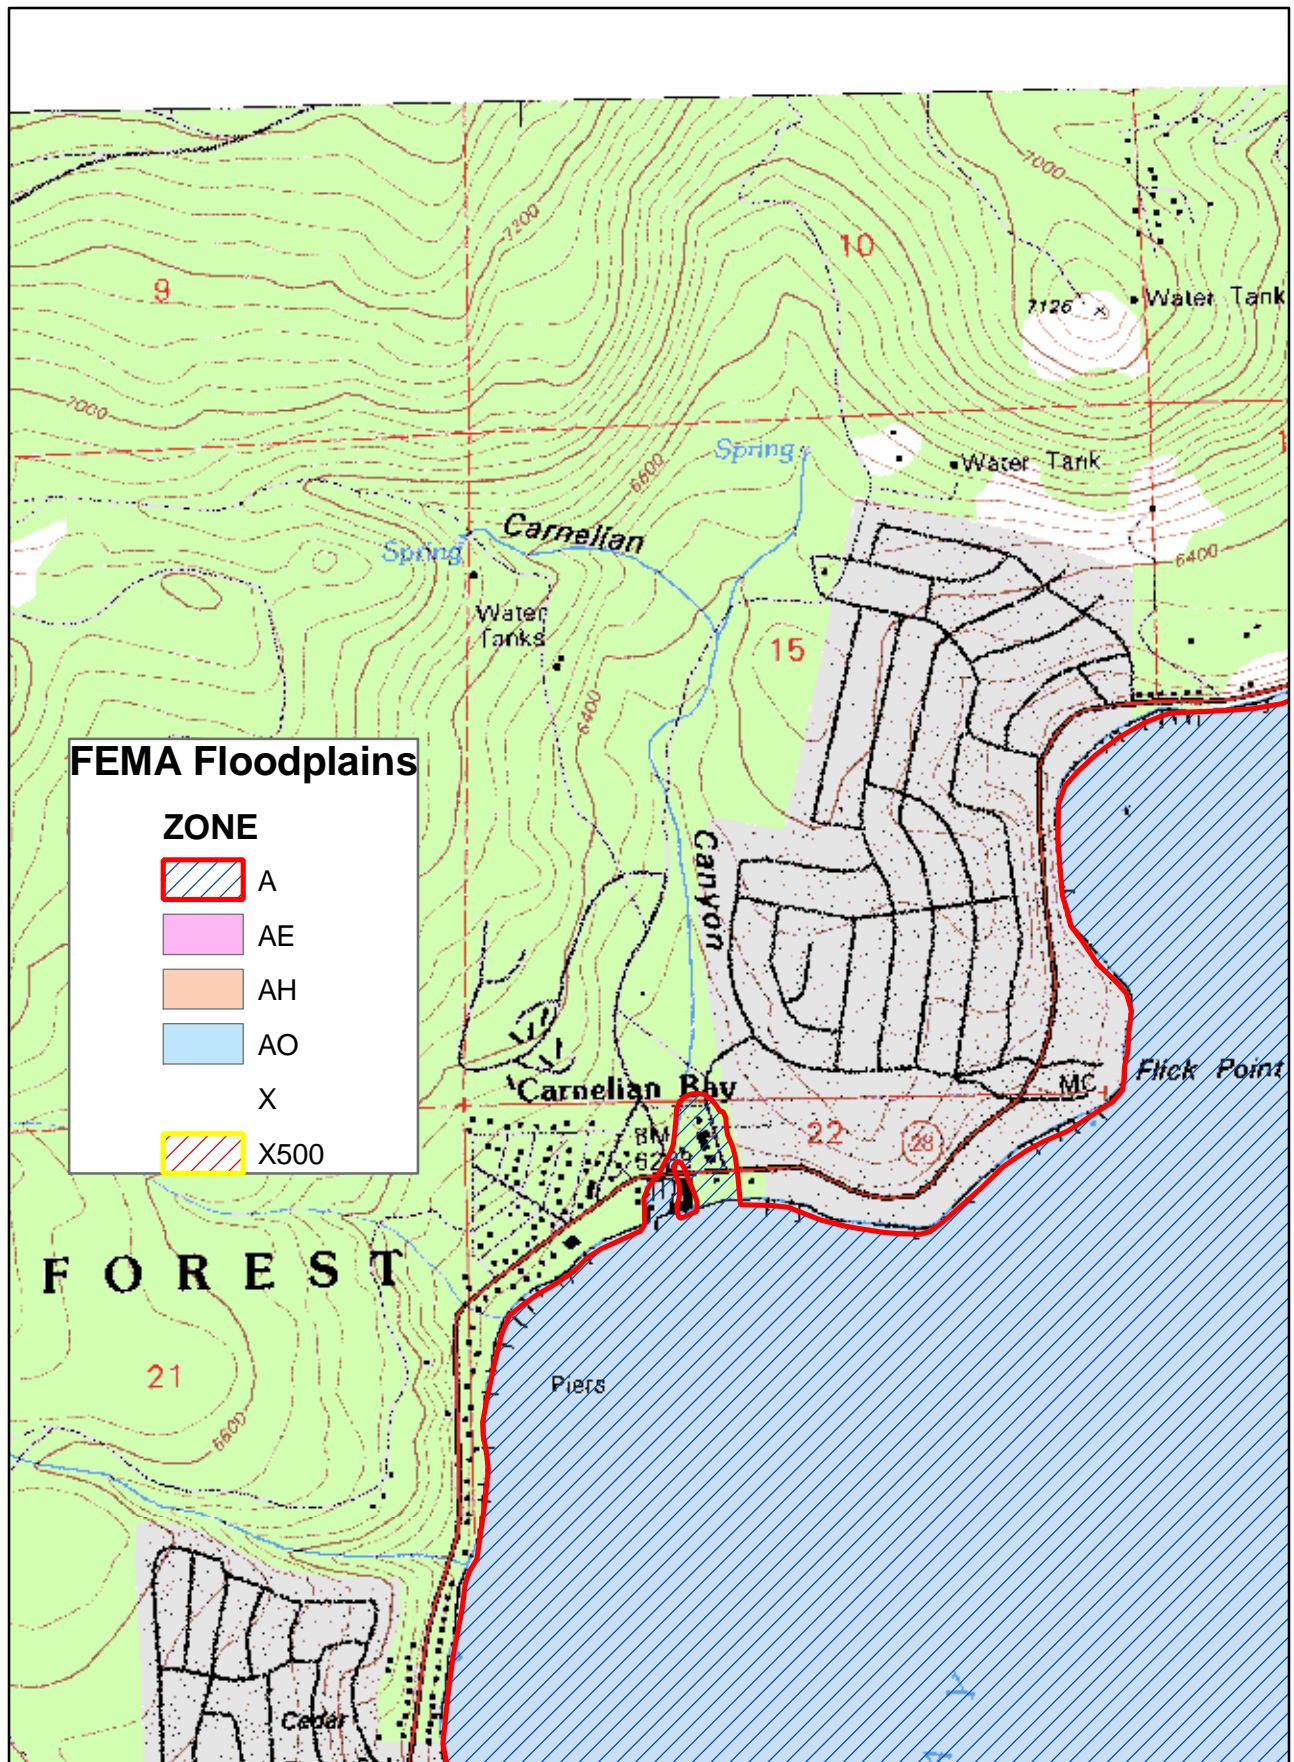 7200
7000
10
9
7126
Water Tank
7000
Spring
Water Tank
6600
Carnelian
Spring
6400
Water
Tanks
15
6400
FEMA Floodplains
ZONE
A
AE
AH
AO
X
X500
Canyon
Flick Point
MC
Carnelian Bay
BM
22
28
FOREST
21
Piers
6600
Cedar